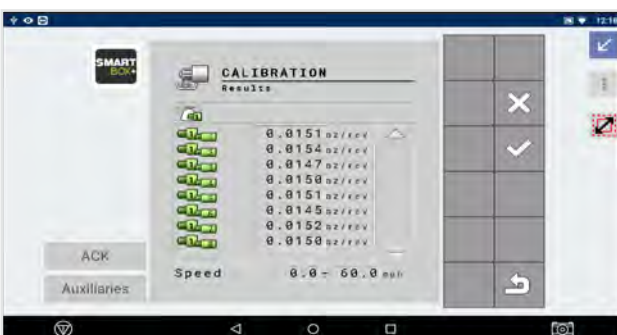 12:18
SMART
BOX+
CALIBRATION
Results
0.0151 oz/rev
0.0154 oz/rev
0.0147 oz/rev
0.0150 oz/rev
0.0151 oz/rev
0.0145 oz/rev
0.0152 oz/rev
0.0150 oz/rev
Speed 0.0- 60.0 mph
ACK
Auxiliaries